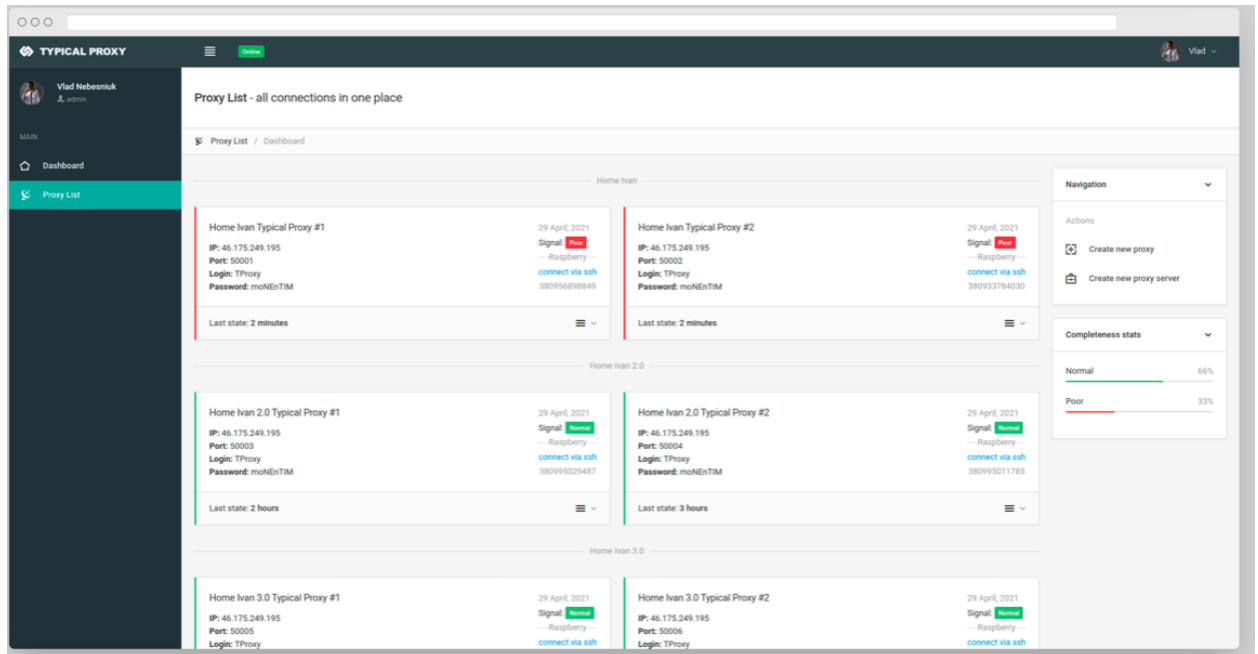 TYPICAL PROXY
Online
Vlad
Vlad Nebesniuk
admin
MAIN
Dashboard
Proxy List
Proxy List - all connections in one place
Proxy List / Dashboard
Home Ivan
Home Ivan Typical Proxy #1
29 April, 2021
IP: 46.175.249.195
Signal: Poor
Port: 50001
Raspberry
Login: TProxy
connect via ssh
Password: moNEnTIM
380956898849
Last state: 2 minutes
Home Ivan Typical Proxy #2
29 April, 2021
IP: 46.175.249.195
Signal: Poor
Port: 50002
Raspberry
Login: TProxy
connect via ssh
Password: moNEnTIM
380933784030
Last state: 2 minutes
Home Ivan 2.0
Home Ivan 2.0 Typical Proxy #1
29 April, 2021
IP: 46.175.249.195
Signal: Normal
Port: 50003
Raspberry
Login: TProxy
connect via ssh
Password: moNEnTIM
380995029487
Last state: 2 hours
Home Ivan 2.0 Typical Proxy #2
29 April, 2021
IP: 46.175.249.195
Signal: Normal
Port: 50004
Raspberry
Login: TProxy
connect via ssh
Password: moNEnTIM
380995011785
Last state: 3 hours
Home Ivan 3.0
Home Ivan 3.0 Typical Proxy #1
29 April, 2021
IP: 46.175.249.195
Signal: Normal
Port: 50005
Raspberry
Login: TProxy
connect via ssh
Home Ivan 3.0 Typical Proxy #2
29 April, 2021
IP: 46.175.249.195
Signal: Normal
Port: 50006
Raspberry
Login: TProxy
connect via ssh
Navigation
Actions
Create new proxy
Create new proxy server
Completeness stats
Normal 66%
Poor 33%